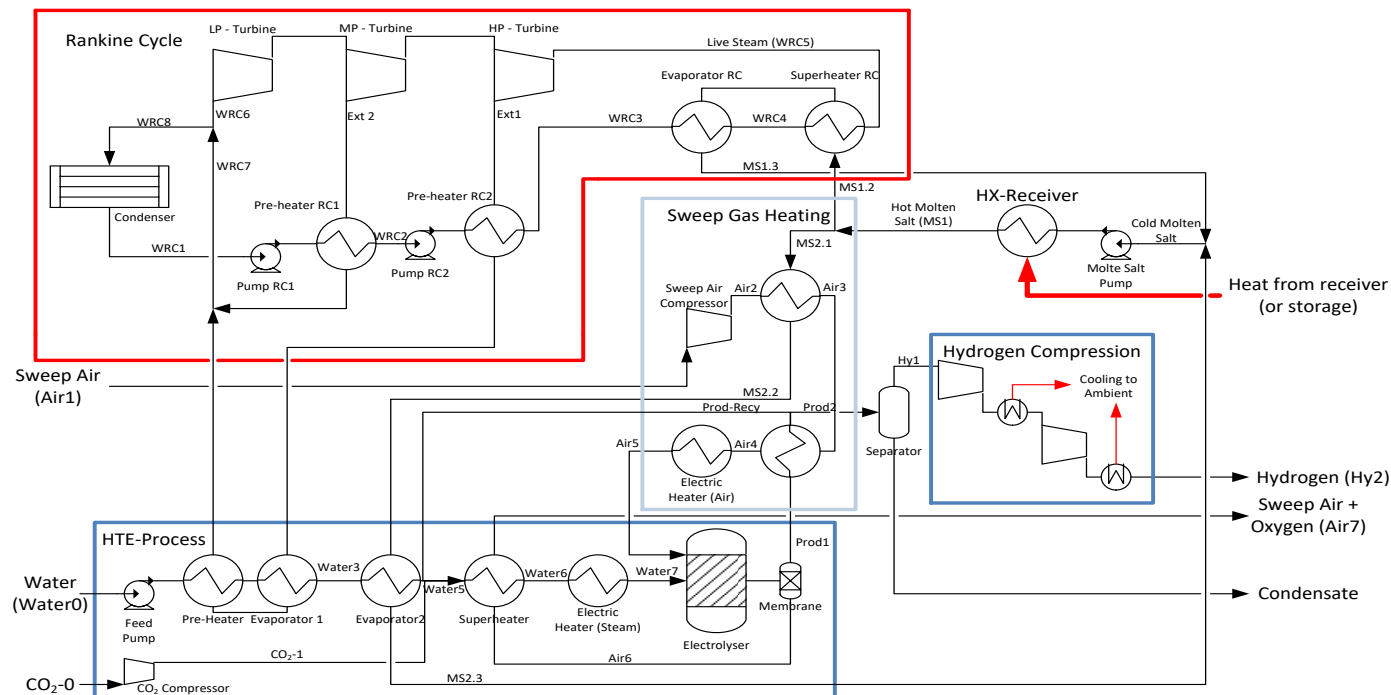 Rankine Cycle
LP - Turbine
MP - Turbine
HP - Turbine
Live Steam (WRC5)
Evaporator RC
Superheater RC
WRC8
WRC6
Ext 2
Ext1
WRC3
WRC4
WRC7
MS1.3
Condenser
Pre-heater RC1
Pre-heater RC2
MS1.2
HX-Receiver
Sweep Gas Heating
Hot Molten
Salt (MS1)
Cold Molten
Salt
WRC1
WRC2
Pump RC1
Pump RC2
MS2.1
Molte Salt
Pump
Sweep Air
Compressor
Air2
Air3
Heat from receiver
(or storage)
Sweep Air
(Air1)
Hydrogen Compression
Hy1
Cooling to
Ambient
MS2.2
Prod-Recy
Prod2
Air5
Air4
Separator
Electric
Heater (Air)
Hydrogen (Hy2)
Sweep Air +
Oxygen (Air7)
HTE-Process
Prod1
Water
(Water0)
Water3
Water5
Water6
Water7
Feed
Pump
Pre-Heater
Evaporator 1
Evaporator2
Superheater
Electric
Heater (Steam)
Membrane
Electrolyser
Condensate
CO2-1
Air6
MS2.3
CO2-0
CO2 Compressor